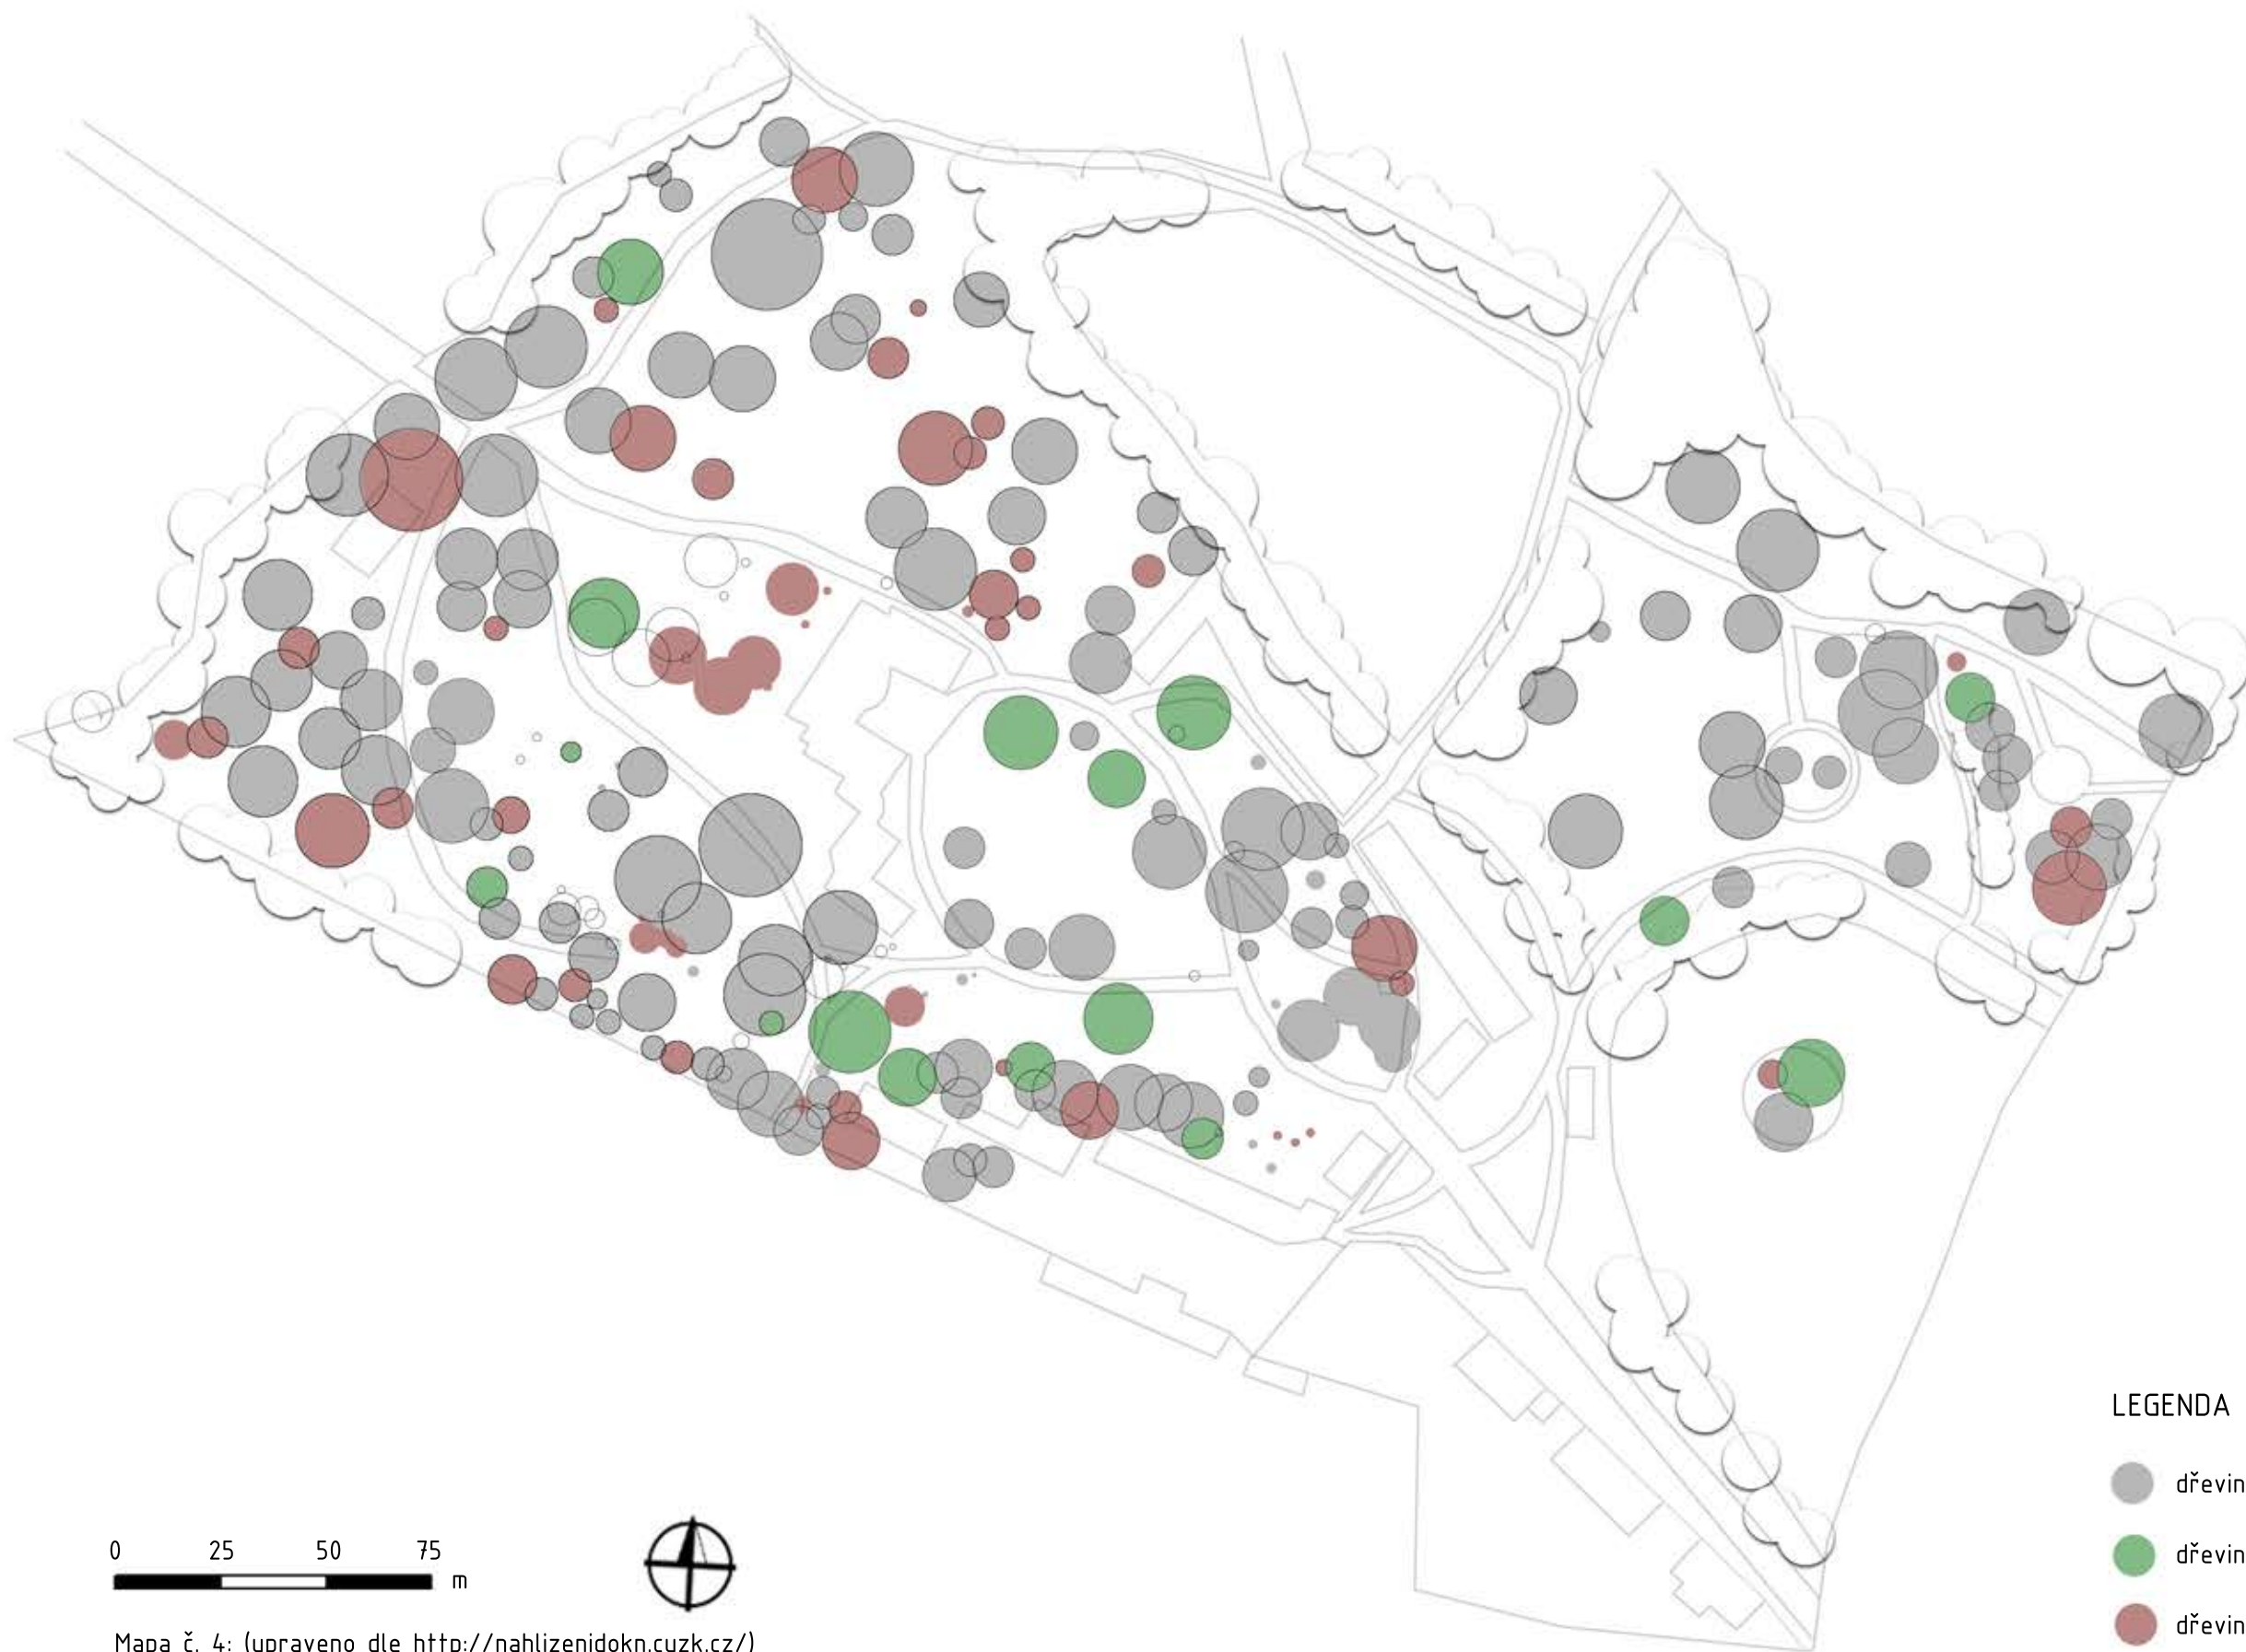 LEGENDA
dřevin
dřevin
dřevin
0 25 50 75
m
Mapa č. 4: (upraveno dle http://nahlizenidokn.cuzk.cz/)